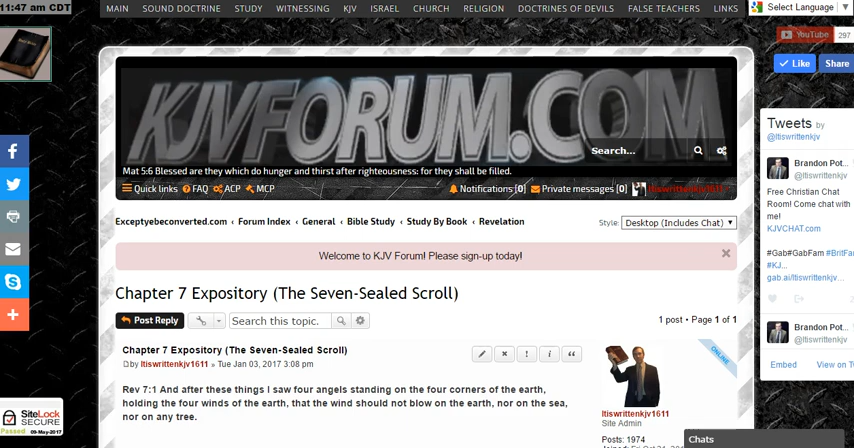 11:47 am CDT
MAIN SOUND DOCTRINE STUDY WITNESSING KJV ISRAEL CHURCH RELIGION DOCTRINES OF DEVILS FALSE TEACHERS LINKS
Select Language ▼
YouTube 297
Like Share
KJVFORUM.COM
Search...
Mat 5:6 Blessed are they which do hunger and thirst after righteousness: for they shall be filled.
Quick links FAQ ACP MCP Notifications [0] Private messages [0] Itiswrittenkjv1611
Exceptyebeconverted.com ‹ Forum Index ‹ General ‹ Bible Study ‹ Study By Book ‹ Revelation
Style: Desktop (Includes Chat)
Welcome to KJV Forum! Please sign-up today!
Chapter 7 Expository (The Seven-Sealed Scroll)
Post Reply Search this topic. 1 post • Page 1 of 1
Chapter 7 Expository (The Seven-Sealed Scroll)
by Itiswrittenkjv1611 » Tue Jan 03, 2017 3:08 pm
Rev 7:1 And after these things I saw four angels standing on the four corners of the earth,
holding the four winds of the earth, that the wind should not blow on the earth, nor on the sea,
nor on any tree.
ONLINE
Itiswrittenkjv1611
Site Admin
Posts: 1974
Tweets by
@Itiswrittenkjv
Brandon Pot...
@Itiswrittenkjv
Free Christian Chat
Room! Come chat with
me!
KJVCHAT.com
#Gab#GabFam #BritFa
#KJ...
gab.ai/Itiswrittenkjv...
Brandon Pot...
@Itiswrittenkjv
Embed View on T
Chats
SiteLock
SECURE
Passed 09-May-2017